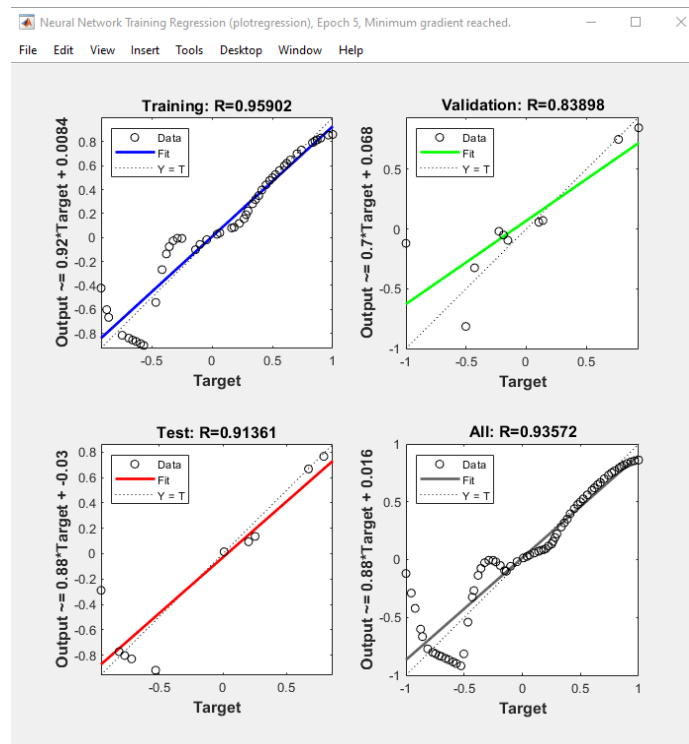 Neural Network Training Regression (plotregression), Epoch 5, Minimum gradient reached.
File Edit View Insert Tools Desktop Window Help
Training: R=0.95902
Output ~= 0.92*Target + 0.0084
Data
Fit
Y = T
0.8
0.6
0.4
0.2
0
-0.2
-0.4
-0.6
-0.8
-0.5 0 0.5 1
Target
Validation: R=0.83898
Output ~= 0.7*Target + 0.068
Data
Fit
Y = T
0.5
0
-0.5
-1
-1 -0.5 0 0.5
Target
Test: R=0.91361
Output ~= 0.88*Target + -0.03
Data
Fit
Y = T
0.8
0.6
0.4
0.2
0
-0.2
-0.4
-0.6
-0.8
-0.5 0 0.5
Target
All: R=0.93572
Output ~= 0.88*Target + 0.016
Data
Fit
Y = T
1
0.5
0
-0.5
-1
-1 -0.5 0 0.5 1
Target